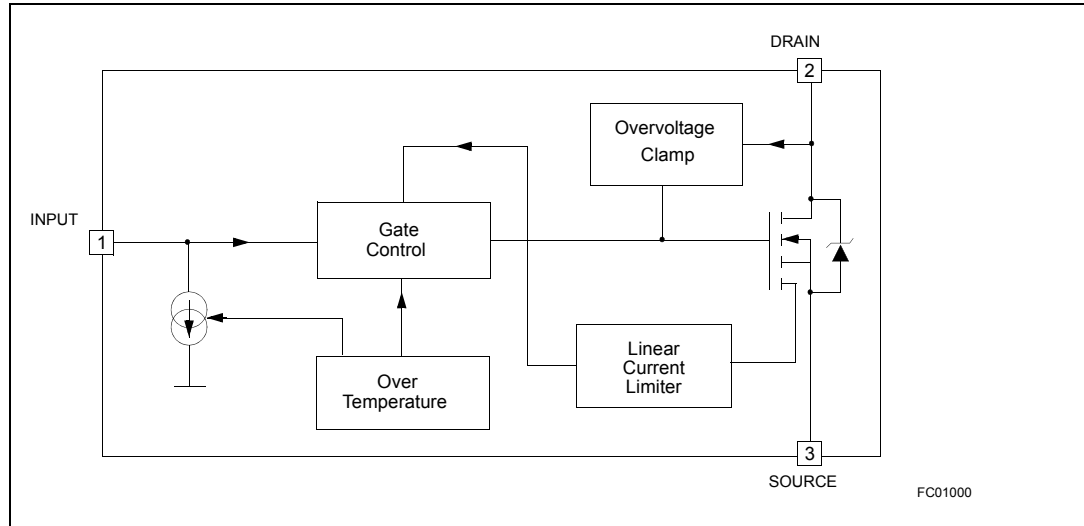 DRAIN
2
Overvoltage
Clamp
INPUT
1
Gate
Control
Linear
Current
Limiter
Over
Temperature
3
SOURCE
FC01000